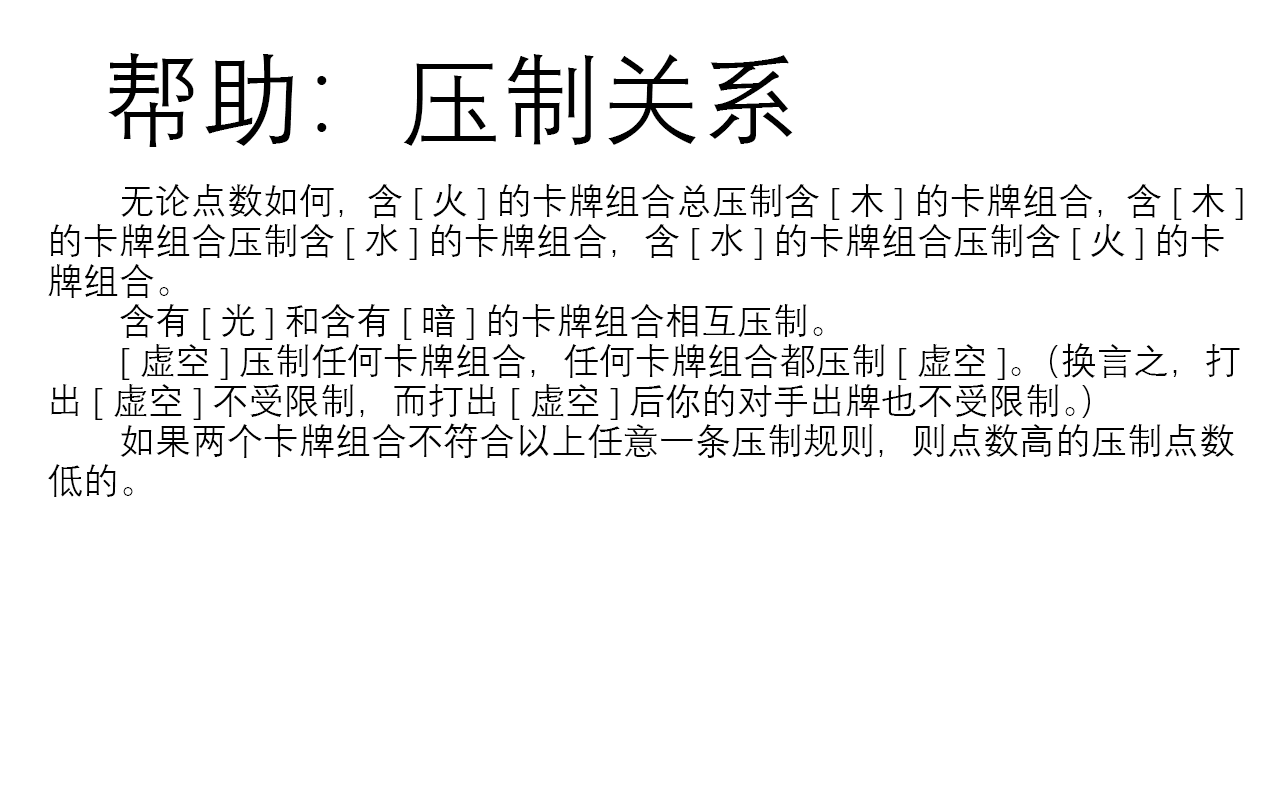 帮助：压制关系
无论点数如何，含 [ 火 ] 的卡牌组合总压制含 [ 木 ] 的卡牌组合，含 [ 木 ]
的卡牌组合压制含 [ 水 ] 的卡牌组合，含 [ 水 ] 的卡牌组合压制含 [ 火 ] 的卡
牌组合。
含有 [ 光 ] 和含有 [ 暗 ] 的卡牌组合相互压制。
[ 虚空 ] 压制任何卡牌组合，任何卡牌组合都压制 [ 虚空 ]。（换言之，打
出 [ 虚空 ] 不受限制，而打出 [ 虚空 ] 后你的对手出牌也不受限制。）
如果两个卡牌组合不符合以上任意一条压制规则，则点数高的压制点数
低的。